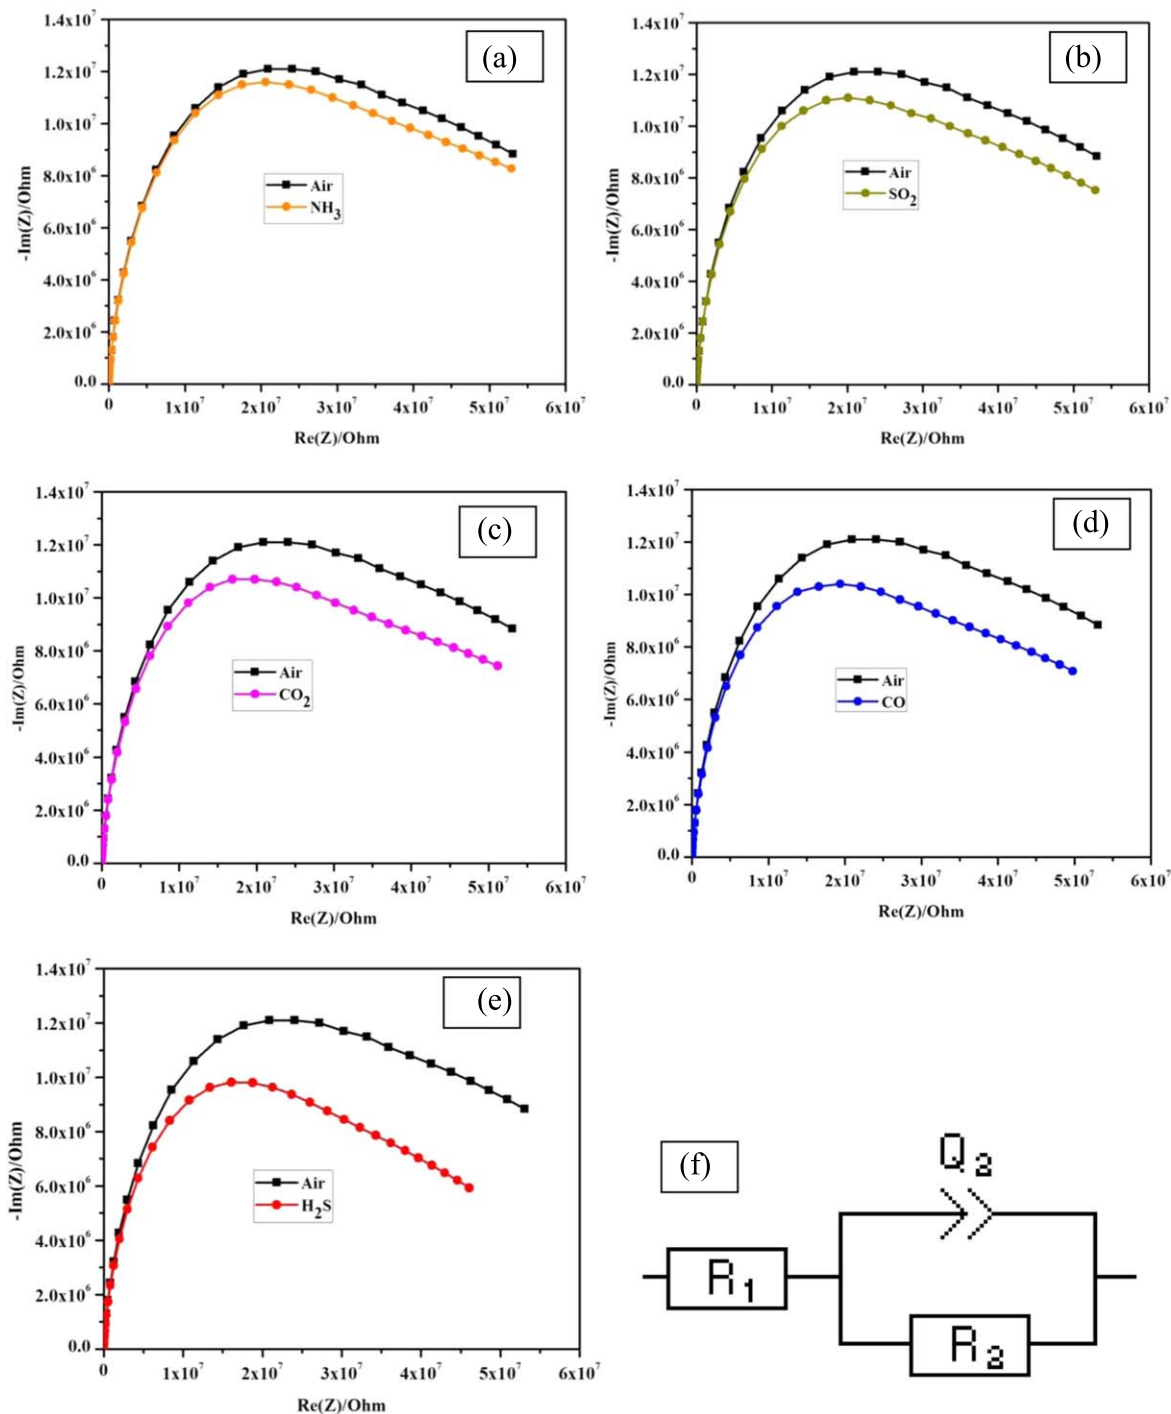 (a)
1.4x10⁷
1.2x10⁷
1.0x10⁷
8.0x10⁶
6.0x10⁶
4.0x10⁶
2.0x10⁶
0.0
-Im(Z)/Ohm
Air
NH₃
0 1x10⁷ 2x10⁷ 3x10⁷ 4x10⁷ 5x10⁷ 6x10⁷
Re(Z)/Ohm
(b)
1.4x10⁷
1.2x10⁷
1.0x10⁷
8.0x10⁶
6.0x10⁶
4.0x10⁶
2.0x10⁶
0.0
-Im(Z)/Ohm
Air
SO₂
0 1x10⁷ 2x10⁷ 3x10⁷ 4x10⁷ 5x10⁷ 6x10⁷
Re(Z)/Ohm
(c)
1.4x10⁷
1.2x10⁷
1.0x10⁷
8.0x10⁶
6.0x10⁶
4.0x10⁶
2.0x10⁶
0.0
-Im(Z)/Ohm
Air
CO₂
0 1x10⁷ 2x10⁷ 3x10⁷ 4x10⁷ 5x10⁷ 6x10⁷
Re(Z)/Ohm
(d)
1.4x10⁷
1.2x10⁷
1.0x10⁷
8.0x10⁶
6.0x10⁶
4.0x10⁶
2.0x10⁶
0.0
-Im(Z)/Ohm
Air
CO
0 1x10⁷ 2x10⁷ 3x10⁷ 4x10⁷ 5x10⁷ 6x10⁷
Re(Z)/Ohm
(e)
1.4x10⁷
1.2x10⁷
1.0x10⁷
8.0x10⁶
6.0x10⁶
4.0x10⁶
2.0x10⁶
0.0
-Im(Z)/Ohm
Air
H₂S
0 1x10⁷ 2x10⁷ 3x10⁷ 4x10⁷ 5x10⁷ 6x10⁷
Re(Z)/Ohm
(f)
Q₂
R₁
R₂